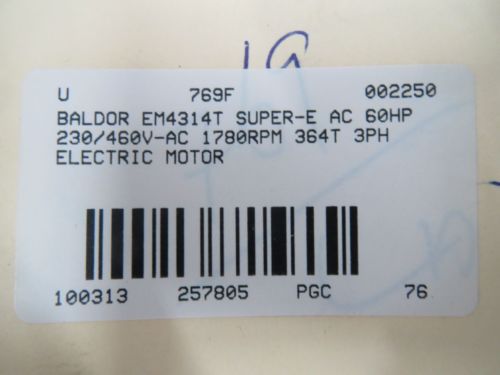 U 769F 002250
BALDOR EM4314T SUPER-E AC 60HP
230/460V-AC 1780RPM 364T 3PH
ELECTRIC MOTOR
100313 257805 PGC 76